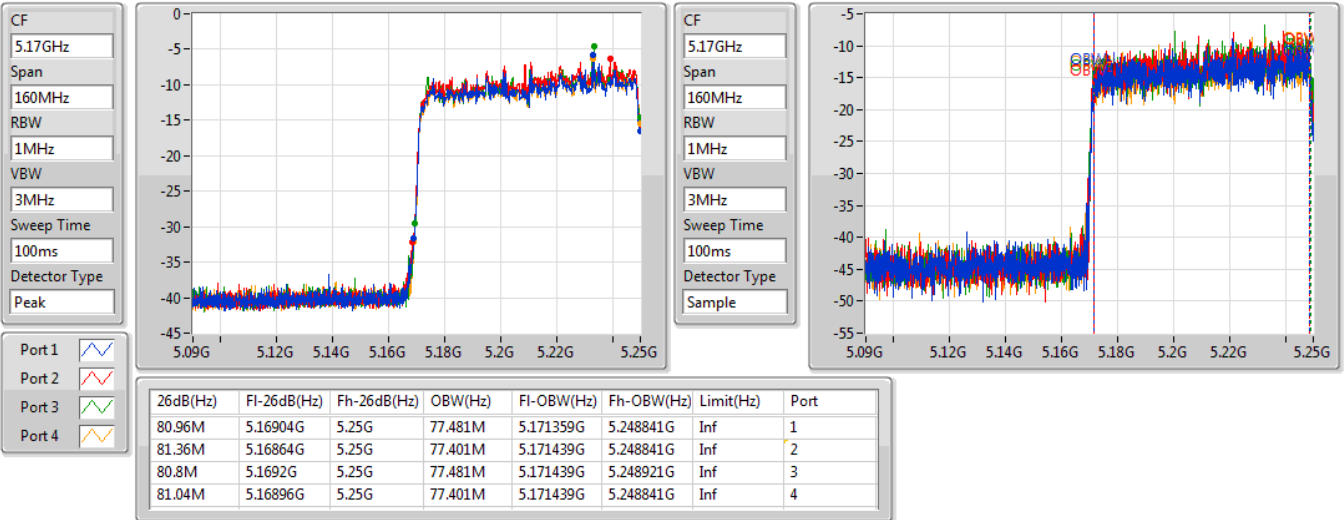 CF
5.17GHz
Span
160MHz
RBW
1MHz
VBW
3MHz
Sweep Time
100ms
Detector Type
Peak
Port 1
Port 2
Port 3
Port 4
0
-5
-10
-15
-20
-25
-30
-35
-40
-45
5.09G 5.12G 5.14G 5.16G 5.18G 5.2G 5.22G 5.25G
CF
5.17GHz
Span
160MHz
RBW
1MHz
VBW
3MHz
Sweep Time
100ms
Detector Type
Sample
-5
-10
-15
-20
-25
-30
-35
-40
-45
-50
-55
OBW
OBW
5.09G 5.12G 5.14G 5.16G 5.18G 5.2G 5.22G 5.25G
26dB(Hz) Fl-26dB(Hz) Fh-26dB(Hz) OBW(Hz) Fl-OBW(Hz) Fh-OBW(Hz) Limit(Hz) Port
80.96M 5.16904G 5.25G 77.481M 5.171359G 5.248841G Inf 1
81.36M 5.16864G 5.25G 77.401M 5.171439G 5.248841G Inf 2
80.8M 5.1692G 5.25G 77.481M 5.171439G 5.248921G Inf 3
81.04M 5.16896G 5.25G 77.401M 5.171439G 5.248841G Inf 4